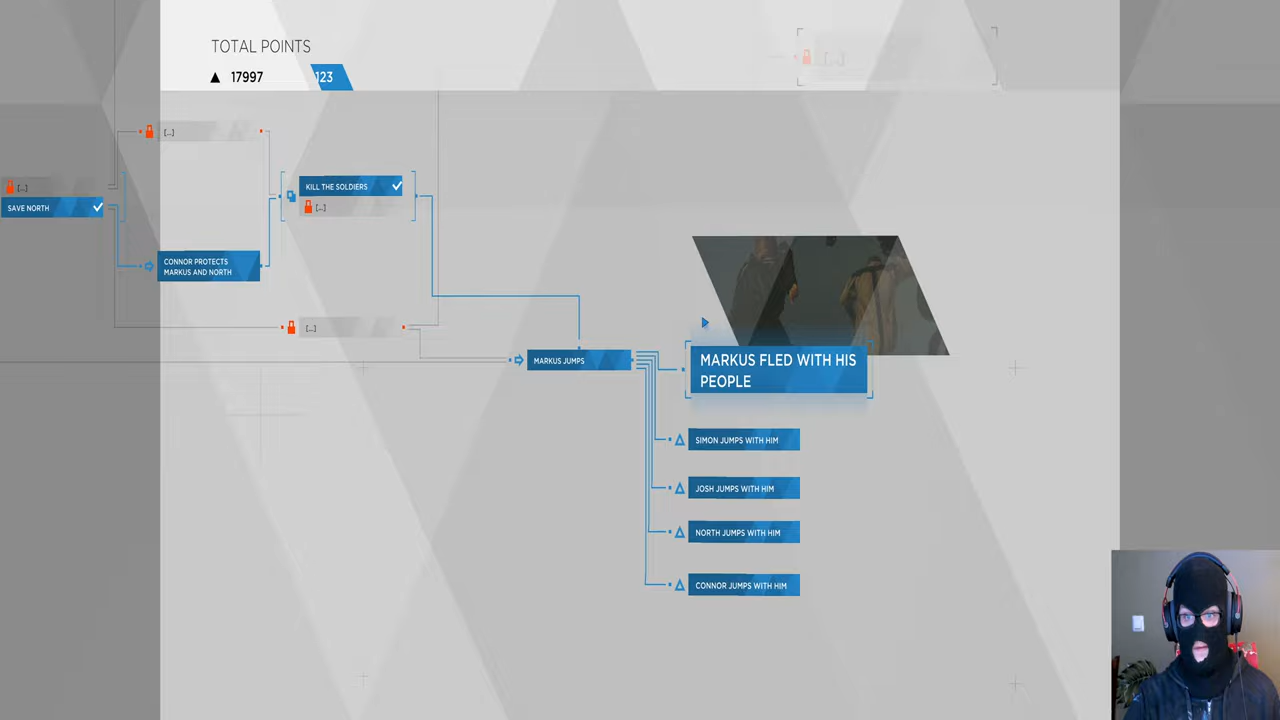 TOTAL POINTS
17997
123
[...]
[...]
[...]
KILL THE SOLDIERS
[...]
SAVE NORTH
CONNOR PROTECTS
MARKUS AND NORTH
[...]
MARKUS JUMPS
MARKUS FLED WITH HIS
PEOPLE
SIMON JUMPS WITH HIM
JOSH JUMPS WITH HIM
NORTH JUMPS WITH HIM
CONNOR JUMPS WITH HIM